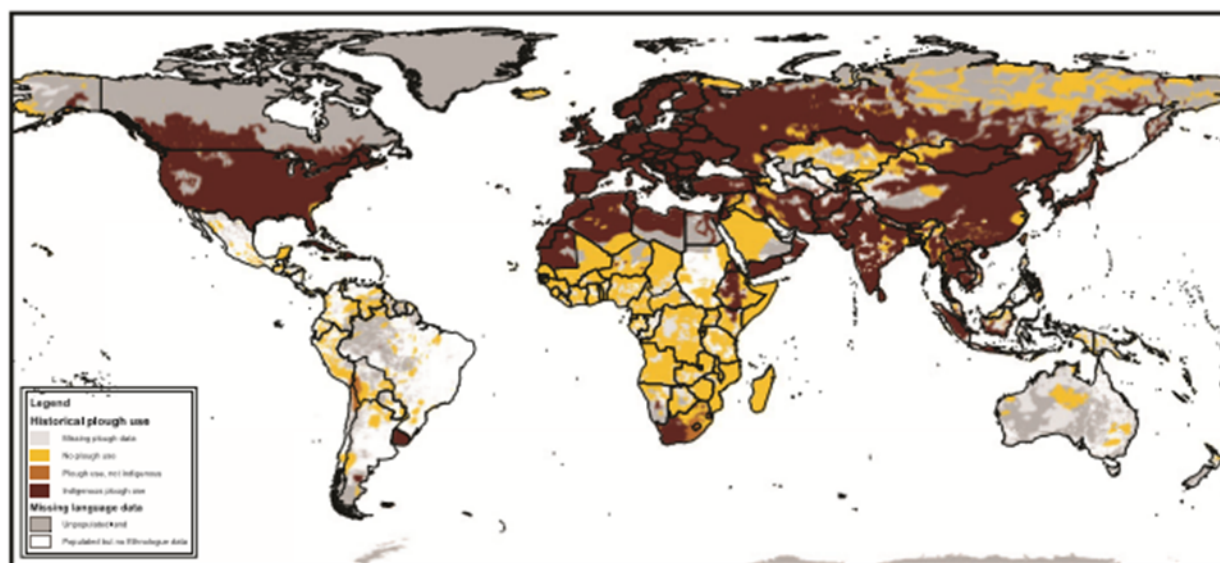 Legend
Historical plough use
Missing plough data
No plough use
Plough use, not indigenous
Indigenous plough use
Missing language data
Unpopulated land
Populated but no Ethnologue data